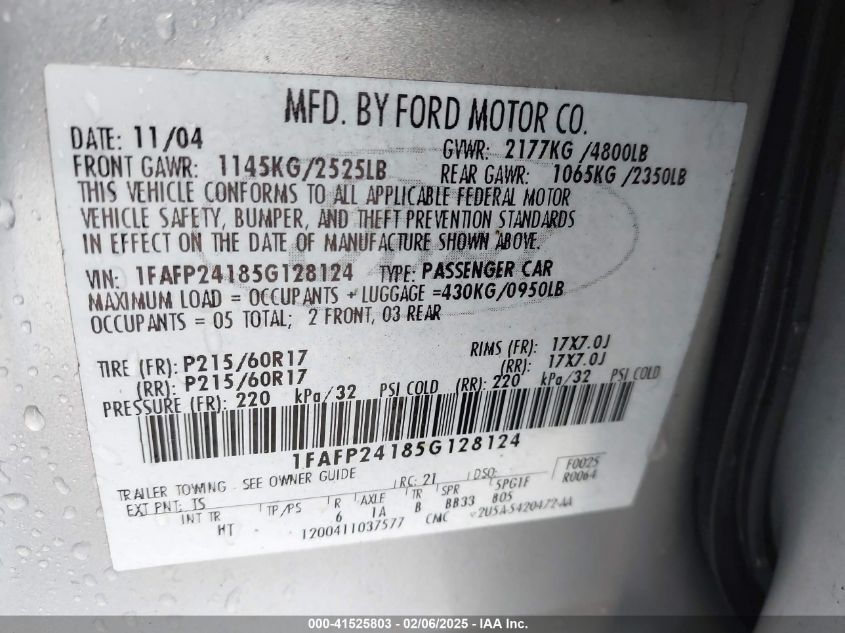 MFD. BY FORD MOTOR CO.
DATE: 11/04 GVWR: 2177KG /4800LB
FRONT GAWR: 1145KG/2525LB REAR GAWR: 1065KG /2350LB
THIS VEHICLE CONFORMS TO ALL APPLICABLE FEDERAL MOTOR
VEHICLE SAFETY, BUMPER, AND THEFT PREVENTION STANDARDS
IN EFFECT ON THE DATE OF MANUFACTURE SHOWN ABOVE.
VIN: 1FAFP24185G128124 TYPE: PASSENGER CAR
MAXIMUM LOAD = OCCUPANTS + LUGGAGE =430KG/0950LB
OCCUPANTS = 05 TOTAL; 2 FRONT, 03 REAR
TIRE (FR): P215/60R17 RIMS (FR): 17X7.0J
(RR): P215/60R17 (RR): 17X7.0J
PRESSURE (FR): 220 kPa/32 PSI COLD (RR): 220 kPa/32 PSI COLD
1FAFP24185G128124
TRAILER TOWING - SEE OWNER GUIDE RC: 21 DSO: F0025
EXT PNT: TS 5PG1F R0064
INT TR TP/PS R AXLE TR SPR
HT 6 1A B BB33 B05
1200411037577 CMC 2U5A-5420472-AA
000-41525803 - 02/06/2025 - IAA Inc.